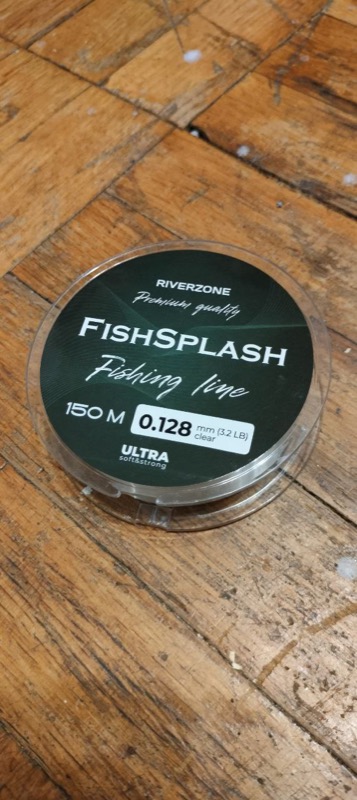 RIVERZONE
Premium quality
FISHSPLASH
Fishing line
150 M 0.128 mm (3.2 LB)
clear
ULTRA
soft&strong